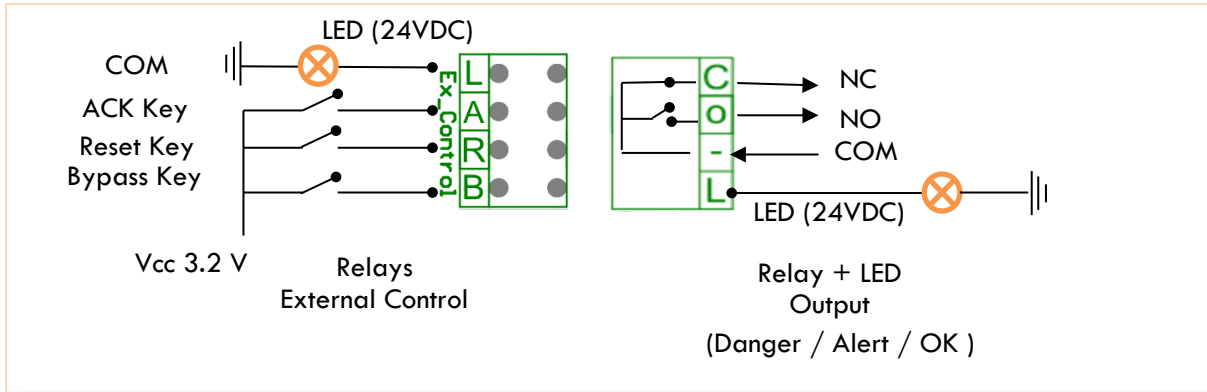 LED (24VDC)
COM
ACK Key
Reset Key
Bypass Key
Vcc 3.2 V
Ex_Control
L
A
R
B
Relays
External Control
C
o
-
L
NC
NO
COM
LED (24VDC)
Relay + LED
Output
(Danger / Alert / OK )